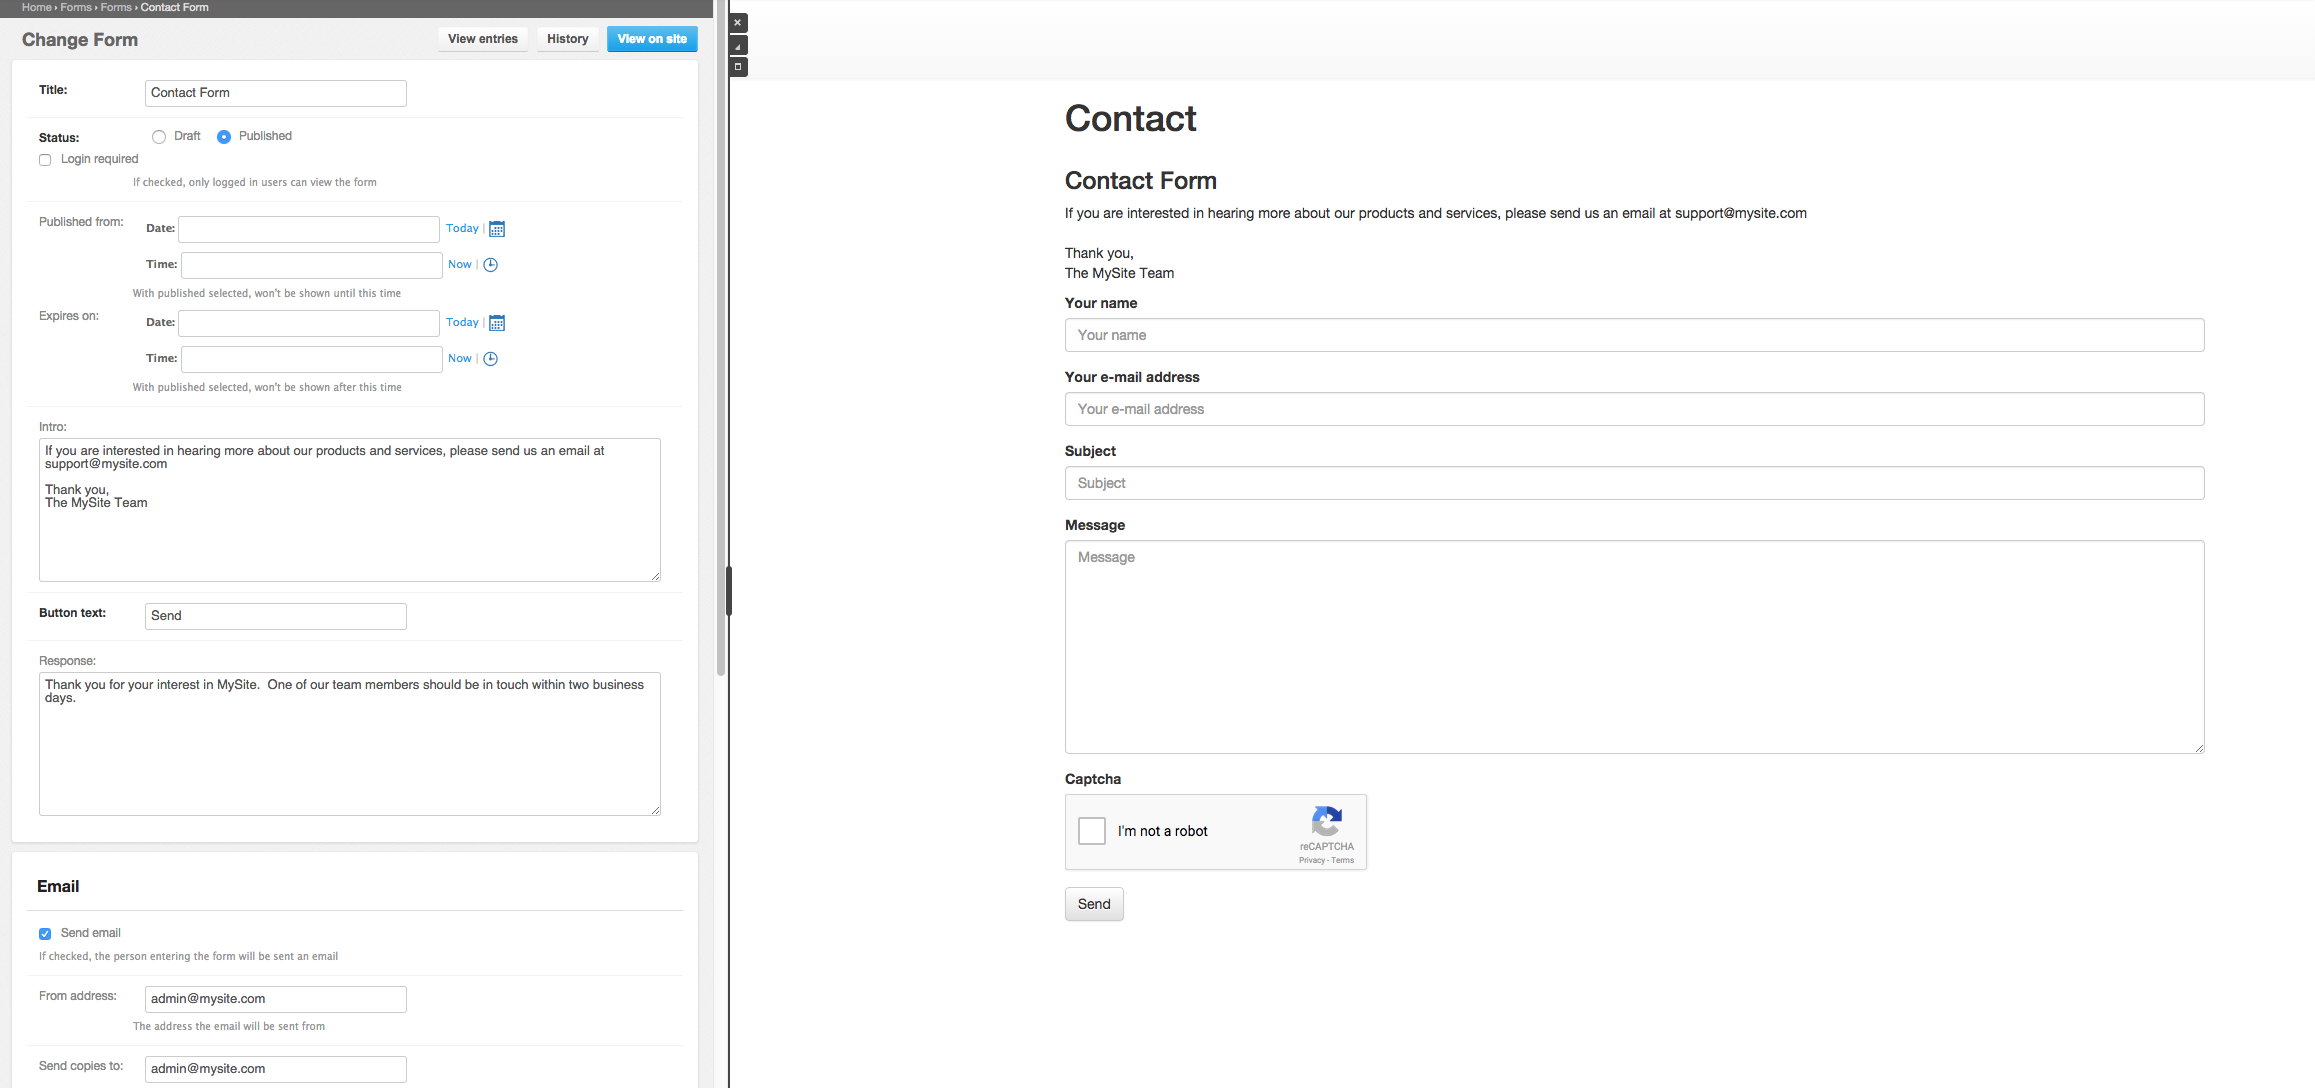 Home › Forms › Forms › Contact Form
Change Form
View entries
History
View on site
Title:
Contact Form
Status:
Draft
Published
Login required
If checked, only logged in users can view the form
Published from:
Date:
Today |
Time:
Now |
With published selected, won't be shown until this time
Expires on:
Date:
Today |
Time:
Now |
With published selected, won't be shown after this time
Intro:
If you are interested in hearing more about our products and services, please send us an email at
support@mysite.com
Thank you,
The MySite Team
Button text:
Send
Response:
Thank you for your interest in MySite.  One of our team members should be in touch within two business
days.
Email
Send email
If checked, the person entering the form will be sent an email
From address:
admin@mysite.com
The address the email will be sent from
Send copies to:
admin@mysite.com
Contact
Contact Form
If you are interested in hearing more about our products and services, please send us an email at support@mysite.com
Thank you,
The MySite Team
Your name
Your name
Your e-mail address
Your e-mail address
Subject
Subject
Message
Message
Captcha
I'm not a robot
reCAPTCHA
Privacy - Terms
Send